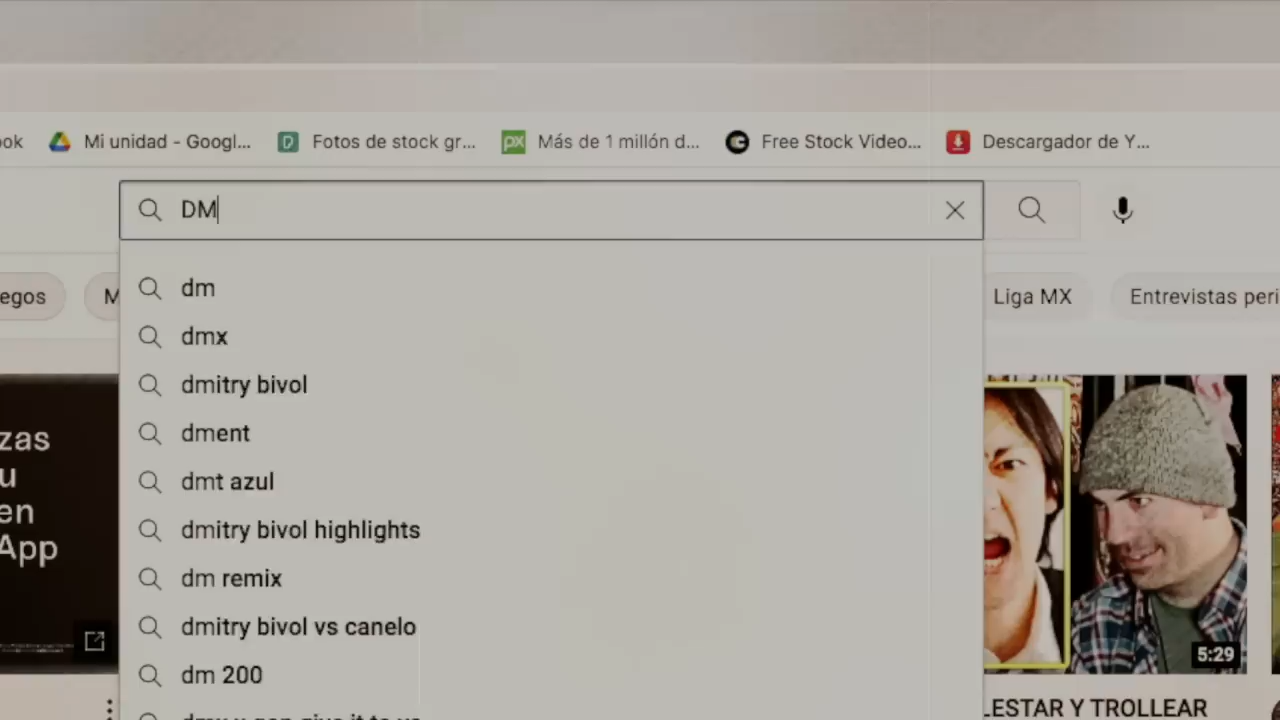 ook Mi unidad - Googl... Fotos de stock gr... Más de 1 millón d... Free Stock Video... Descargador de Y...
DM
egos M Liga MX Entrevistas peri
dm
dmx
dmitry bivol
dment
dmt azul
dmitry bivol highlights
dm remix
dmitry bivol vs canelo
dm 200
zas
u
en
App
5:29
LESTAR Y TROLLEAR